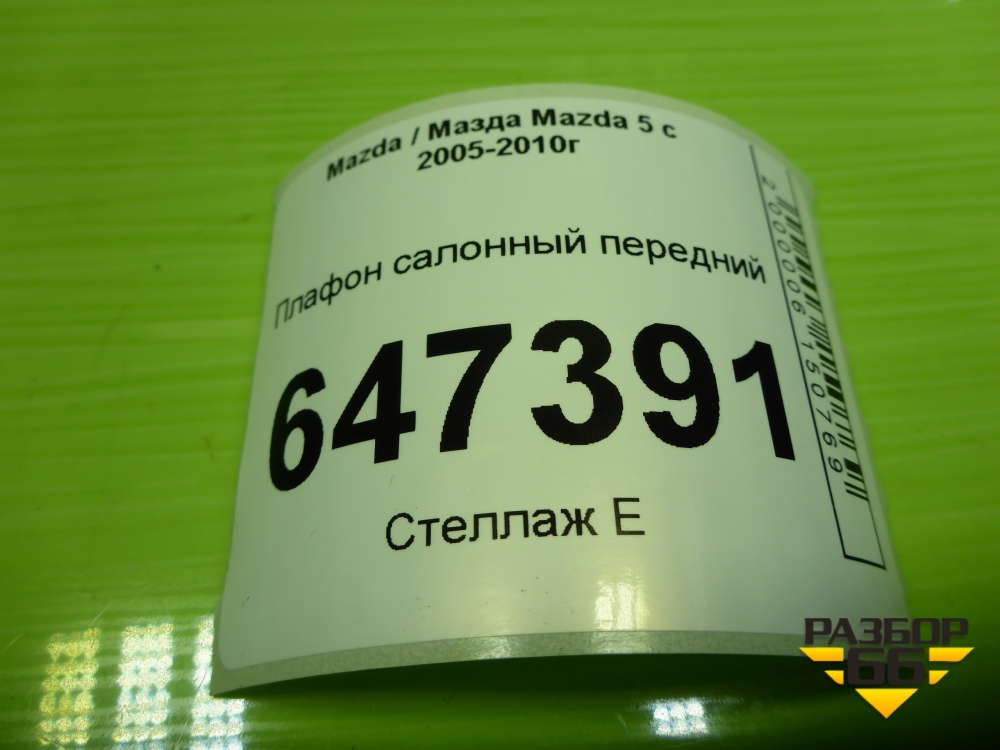 Mazda / Мазда Mazda 5 с
2005-2010г
Плафон салонный передний
647391
Стеллаж Е
2000006150769
РАЗБОР
66